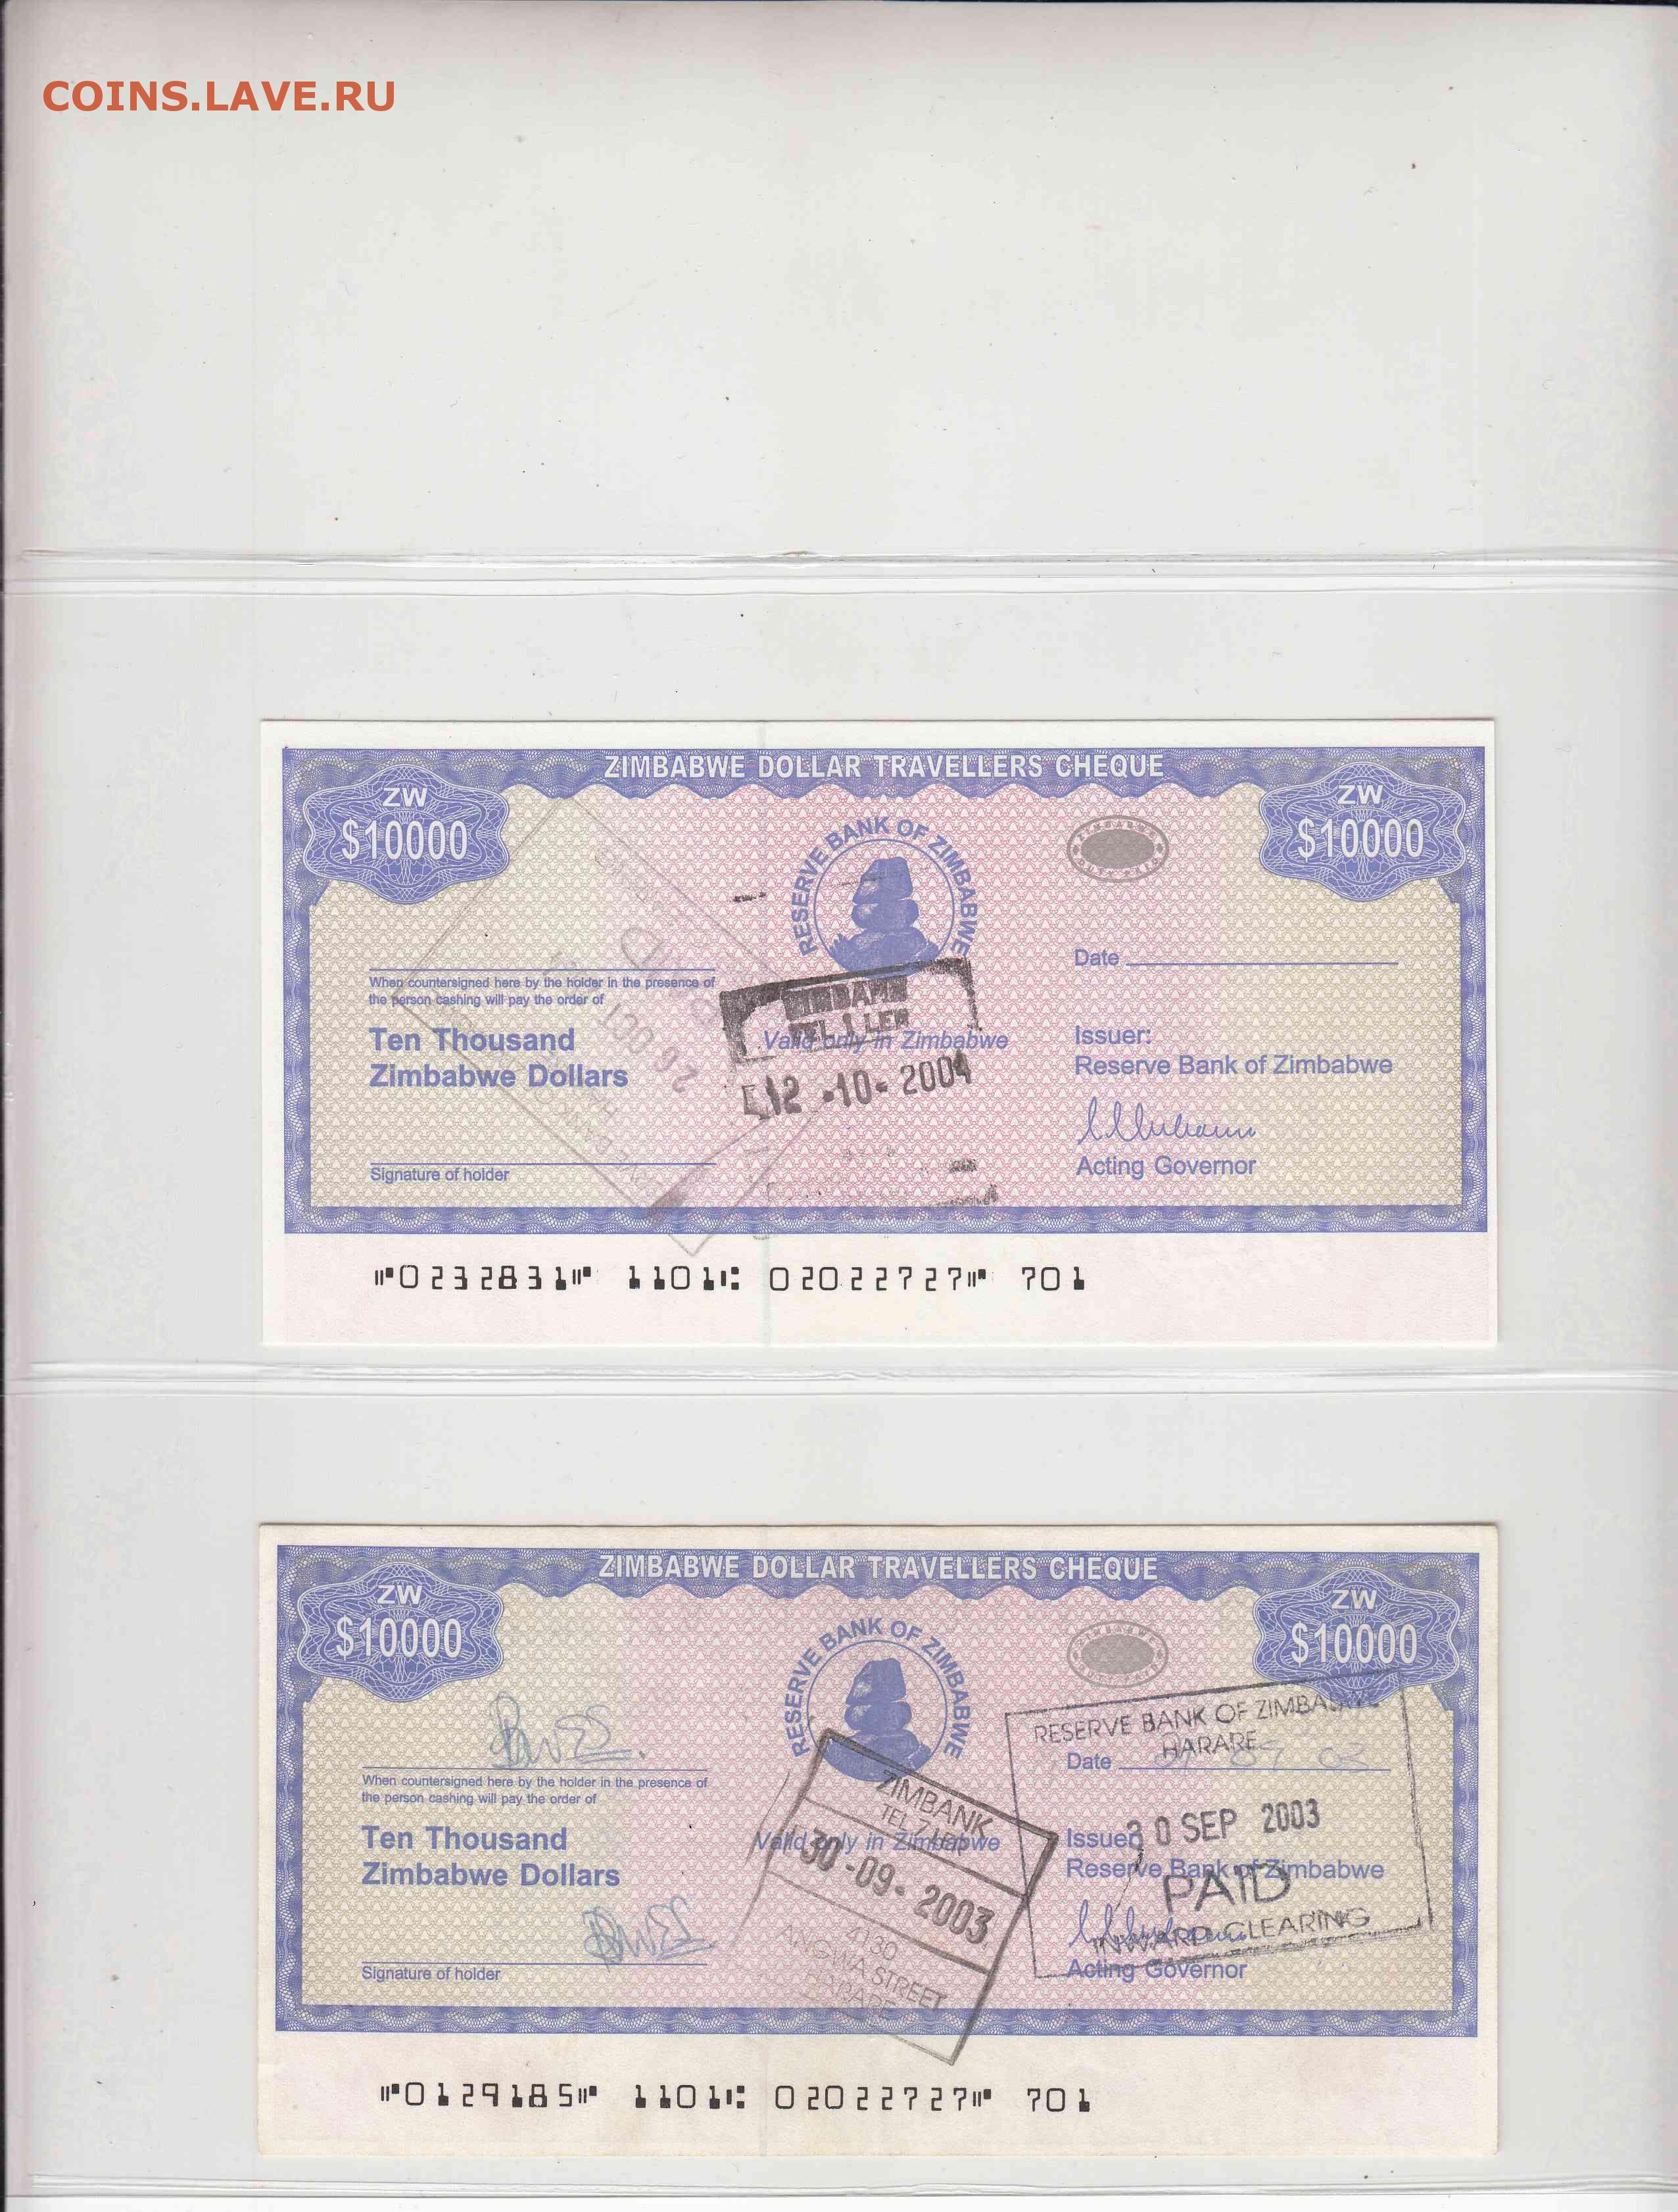 COINS.LAVE.RU
ZIMBABWE DOLLAR TRAVELLERS CHEQUE
ZW
$10000
ZW
$10000
RESERVE BANK OF ZIMBABWE
Date
When countersigned here by the holder in the presence of
the person cashing will pay the order of
Ten Thousand
Zimbabwe Dollars
Valid only in Zimbabwe
Issuer:
Reserve Bank of Zimbabwe
26 OCT
12-10-2004
Acting Governor
Signature of holder
0232831 1101 02022727 701
ZIMBABWE DOLLAR TRAVELLERS CHEQUE
ZW
$10000
ZW
$10000
RESERVE BANK OF ZIMBABWE
RESERVE BANK OF ZIMBABWE
HARARE
Date
When countersigned here by the holder in the presence of
the person cashing will pay the order of
ZIMBANK
Ten Thousand
Zimbabwe Dollars
Valid only in Zimbabwe
30-09-2003
30 SEP 2003
Issuer
Reserve Bank of Zimbabwe
PAID
INWARD CLEARING
4130
ANGWA STREET
HARARE
Acting Governor
Signature of holder
0129185 1101 02022727 701